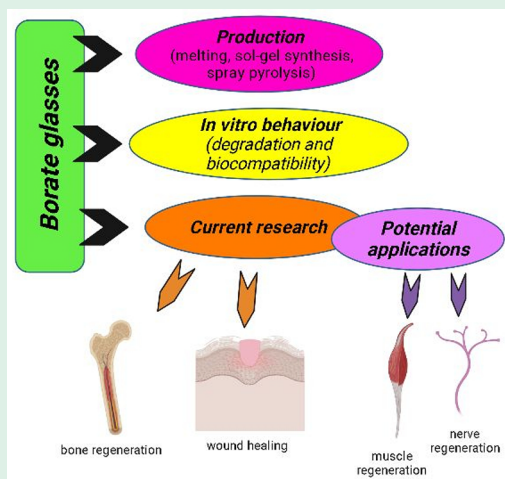 Borate glasses
Production
(melting, sol-gel synthesis,
spray pyrolysis)
In vitro behaviour
(degradation and
biocompatibility)
Current research
Potential
applications
bone regeneration
wound healing
muscle
regeneration
nerve
regeneration